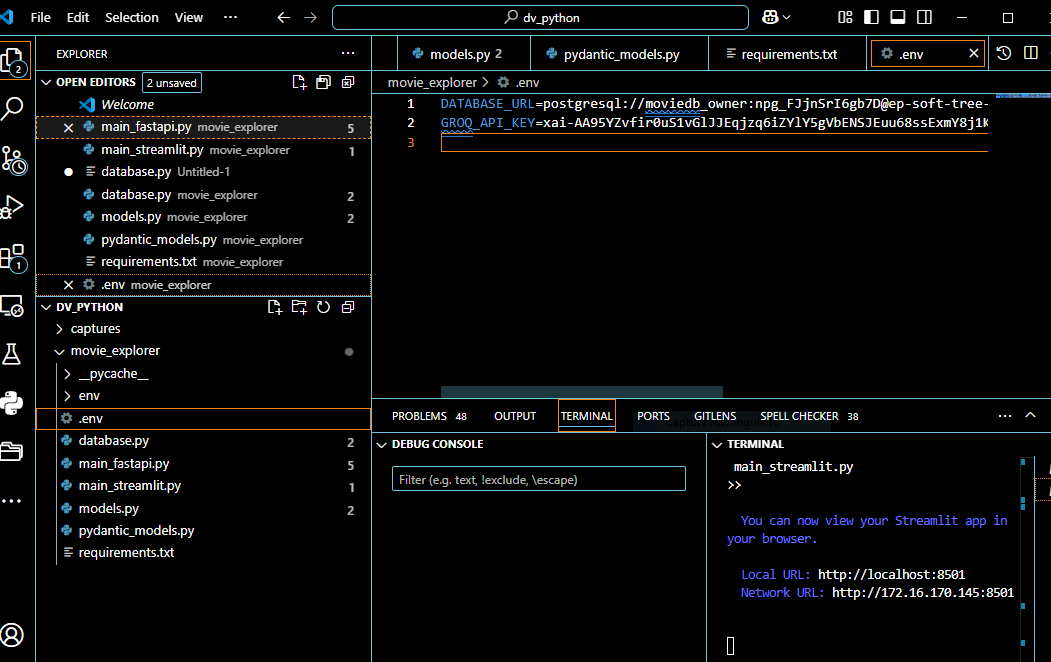 File Edit Selection View ··· dv_python
EXPLORER ···
OPEN EDITORS 2 unsaved
Welcome
main_fastapi.py movie_explorer 5
main_streamlit.py movie_explorer 1
database.py Untitled-1
database.py movie_explorer 2
models.py movie_explorer 2
pydantic_models.py movie_explorer
requirements.txt movie_explorer
.env movie_explorer
DV_PYTHON
captures
movie_explorer
__pycache__
env
.env
database.py 2
main_fastapi.py 5
main_streamlit.py 1
models.py 2
pydantic_models.py
requirements.txt
2
1
models.py 2 pydantic_models.py requirements.txt .env
movie_explorer > .env
1 DATABASE_URL=postgresql://moviedb_owner:npg_FJjnSrI6gb7D@ep-soft-tree-
2 GROQ_API_KEY=xai-AA95YZvfir0uS1vGlJJEqjzq6iZYlY5gVbENSJEuu68ssExmY8j1K
3
PROBLEMS 48 OUTPUT TERMINAL PORTS GITLENS SPELL CHECKER 38 ···
DEBUG CONSOLE
Filter (e.g. text, !exclude, \escape)
TERMINAL
main_streamlit.py
>>
You can now view your Streamlit app in
your browser.
Local URL: http://localhost:8501
Network URL: http://172.16.170.145:8501